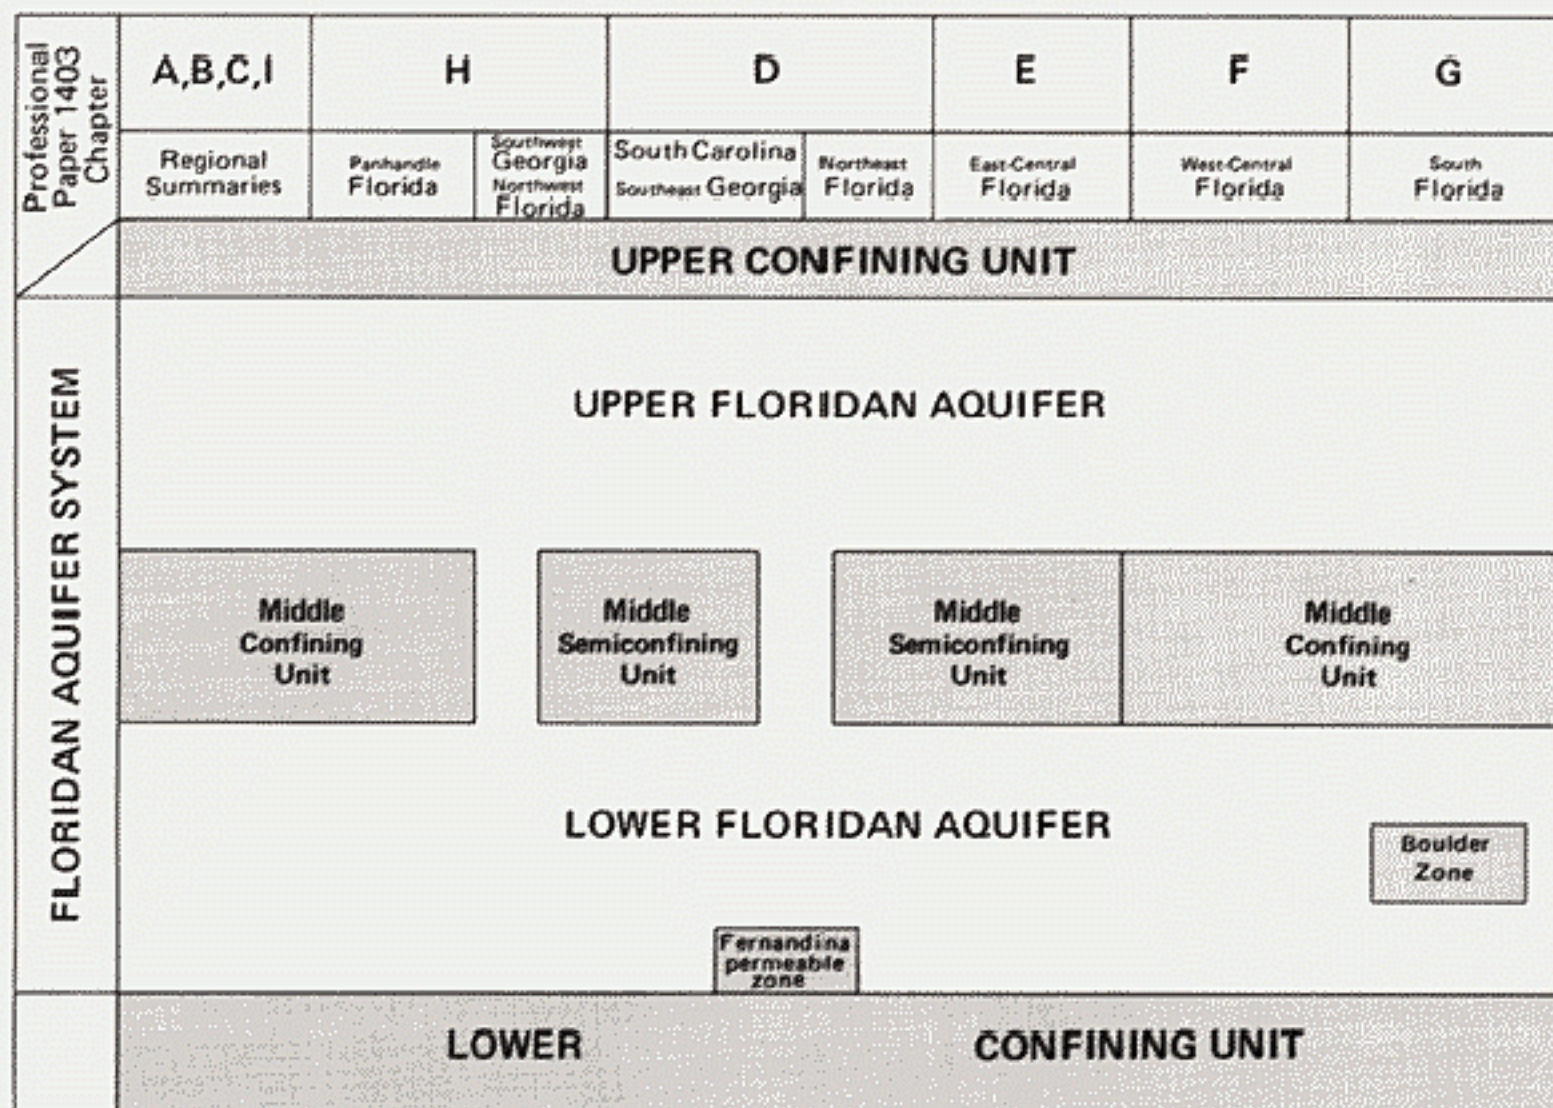 Professional
Paper 1403
Chapter
A,B,C,I
H
D
E
F
G
Regional
Summaries
Panhandle
Florida
Southwest
Georgia
Northwest
Florida
South Carolina
Southeast Georgia
Northeast
Florida
East-Central
Florida
West-Central
Florida
South
Florida
UPPER CONFINING UNIT
FLORIDAN AQUIFER SYSTEM
UPPER FLORIDAN AQUIFER
Middle
Confining
Unit
Middle
Semiconfining
Unit
Middle
Semiconfining
Unit
Middle
Confining
Unit
LOWER FLORIDAN AQUIFER
Boulder
Zone
Fernandina
permeable
zone
LOWER CONFINING UNIT